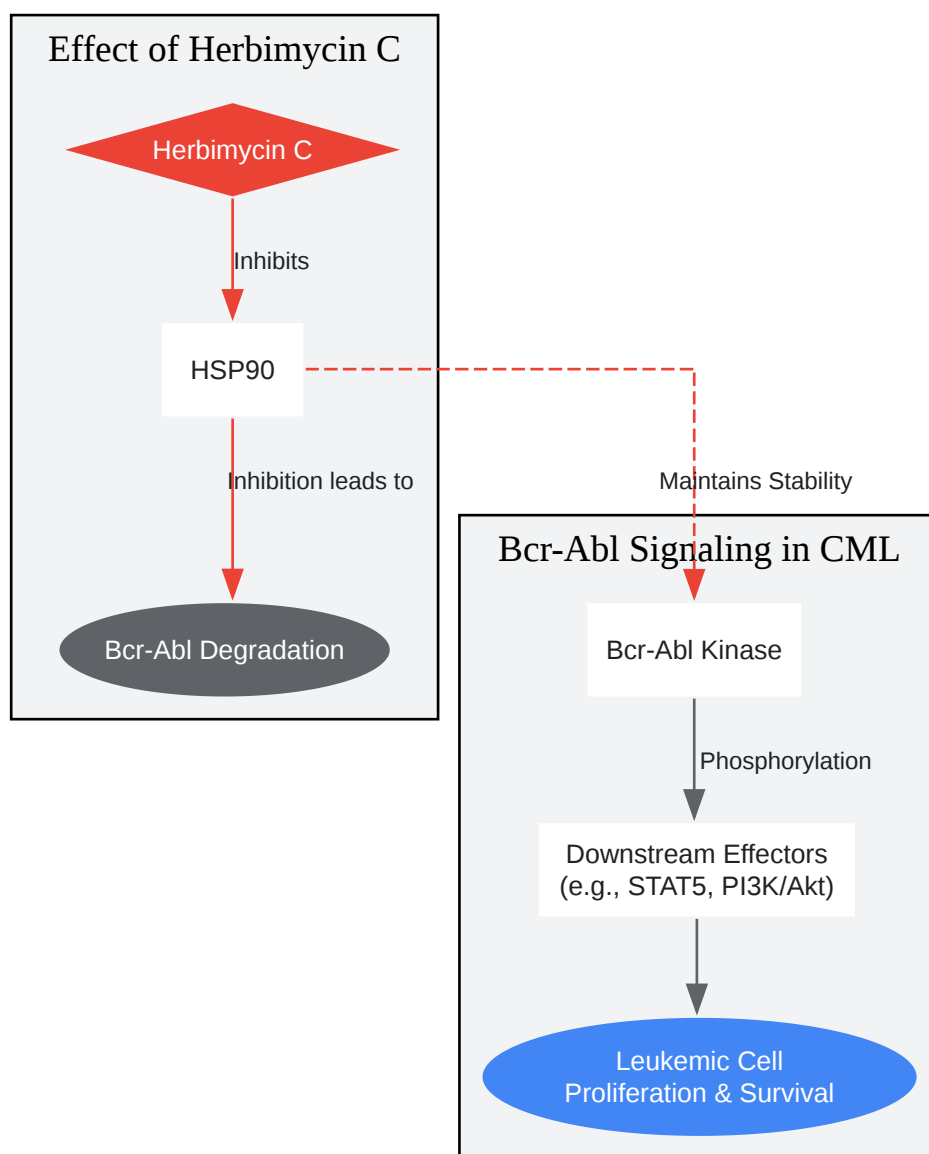 Effect of Herbimycin C
Herbimycin C
Inhibits
HSP90
Inhibition leads to
Bcr-Abl Degradation
Maintains Stability
Bcr-Abl Signaling in CML
Bcr-Abl Kinase
Phosphorylation
Downstream Effectors
(e.g., STAT5, PI3K/Akt)
Leukemic Cell
Proliferation & Survival